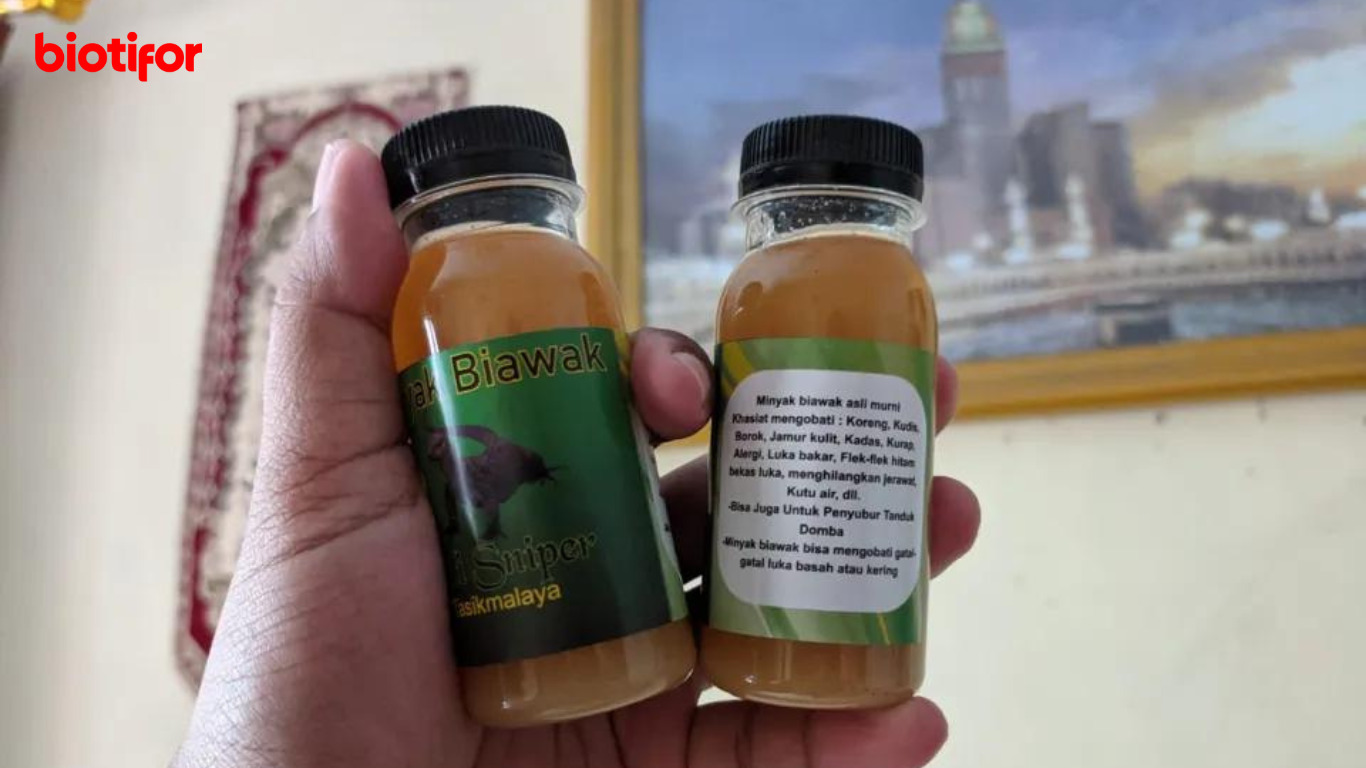 biotifor
Biawak
Sniper
Tasikmalaya
Minyak biawak asli murni
Khasiat mengobati : Koreng, Kudis,
Borok, Jamur kulit, Kadas, Kurap,
Alergi, Luka bakar, Flek-flek hitam
bekas luka, menghilangkan jerawat,
Kutu air, dll.
-Bisa Juga Untuk Penyubur Tanduk
Domba
-Minyak biawak bisa mengobati gatal-
gatal luka basah atau kering